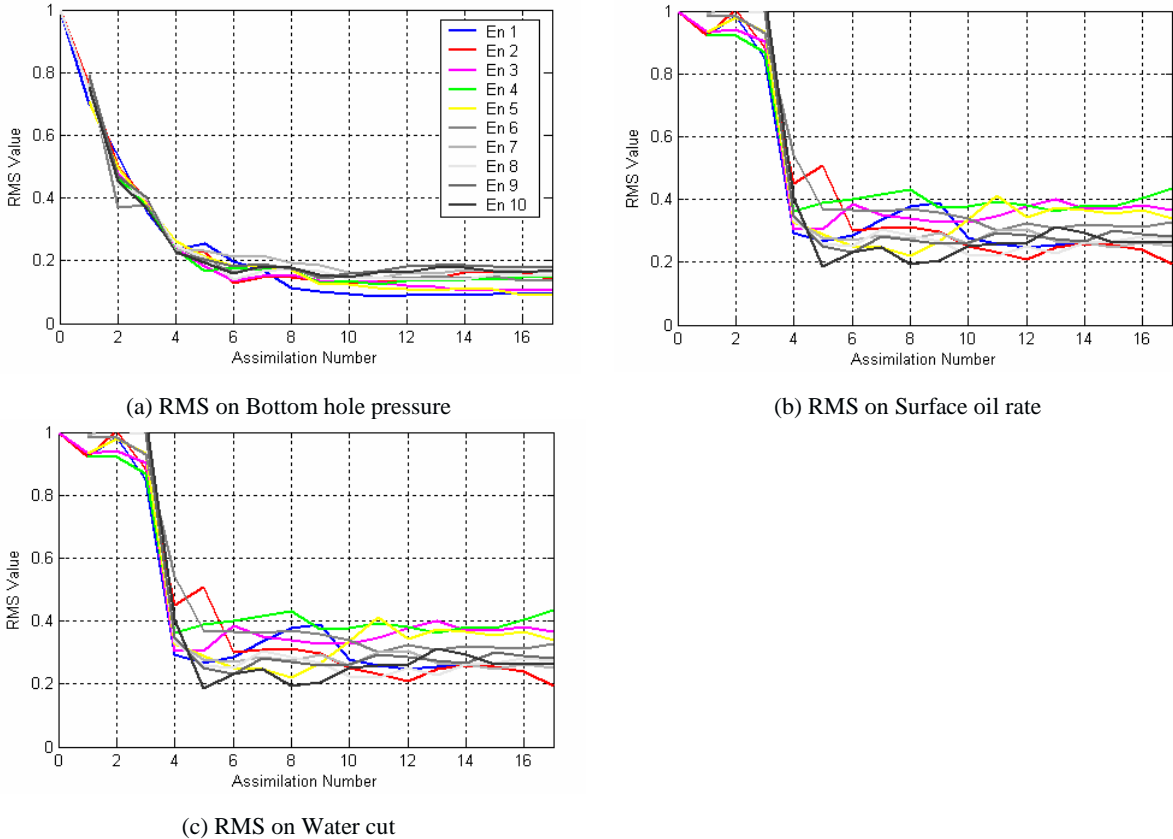 1
0.8
0.6
0.4
0.2
0
RMS Value
0 2 4 6 8 10 12 14 16
Assimilation Number
En 1
En 2
En 3
En 4
En 5
En 6
En 7
En 8
En 9
En 10
(a) RMS on Bottom hole pressure
1
0.8
0.6
0.4
0.2
0
RMS Value
0 2 4 6 8 10 12 14 16
Assimilation Number
(b) RMS on Surface oil rate
1
0.8
0.6
0.4
0.2
0
RMS Value
0 2 4 6 8 10 12 14 16
Assimilation Number
(c) RMS on Water cut